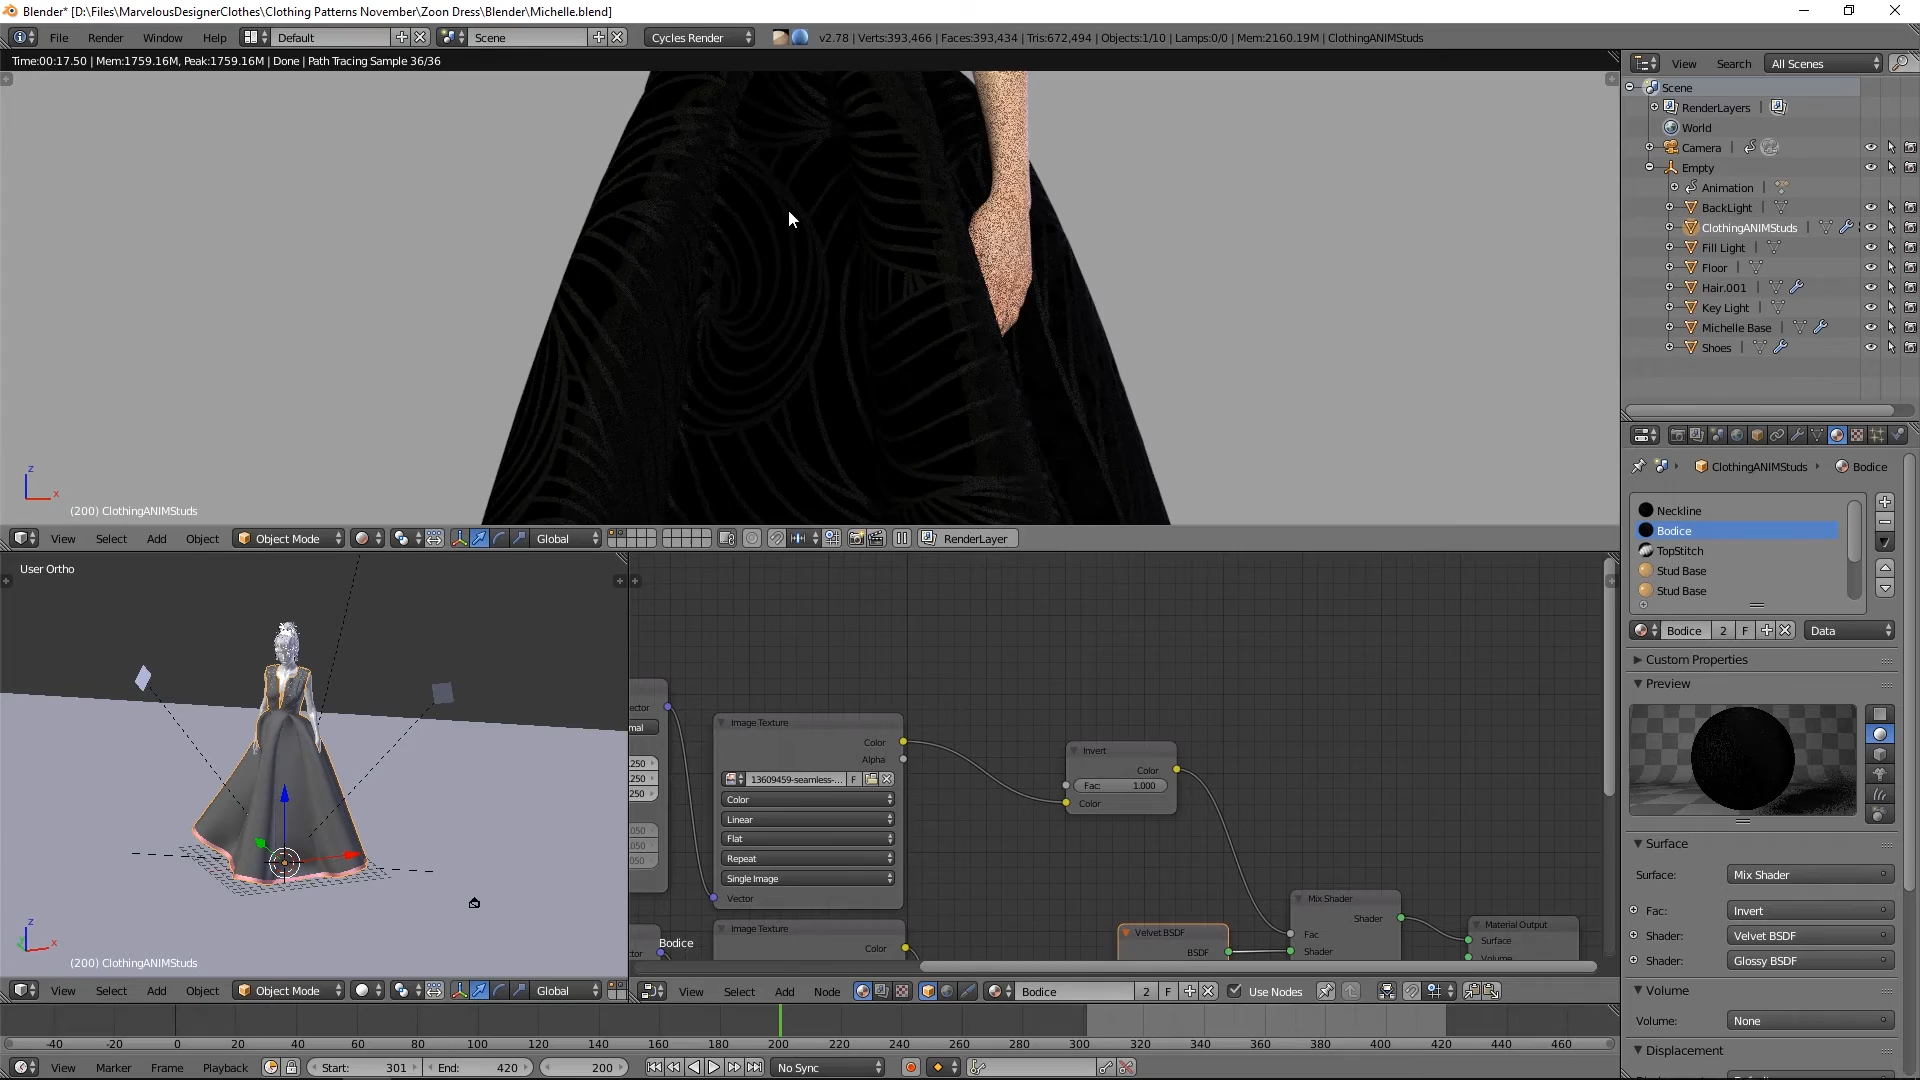 Blender* [D:\Files\MarvelousDesignerClothes\Clothing Patterns November\Zoon Dress\Blender\Michelle.blend]
File Render Window Help Default Scene Cycles Render v2.78 | Verts:393,466 | Faces:393,434 | Tris:672,494 | Objects:1/10 | Lamps:0/0 | Mem:2160.19M | ClothingANIMStuds
Time:00:17.50 | Mem:1759.16M, Peak:1759.16M | Done | Path Tracing Sample 36/36
View Search All Scenes
Scene
RenderLayers
World
Camera
Empty
Animation
BackLight
ClothingANIMStuds
Fill Light
Floor
Hair.001
Key Light
Michelle Base
Shoes
z
x
(200) ClothingANIMStuds
View Select Add Object Object Mode Global RenderLayer
ClothingANIMStuds Bodice
Neckline
Bodice
TopStitch
Stud Base
Stud Base
Bodice 2 F Data
Custom Properties
Preview
Surface
Surface: Mix Shader
Fac: Invert
Shader: Velvet BSDF
Shader: Glossy BSDF
Volume
Volume: None
Displacement
User Ortho
z
x
y
(200) ClothingANIMStuds
View Select Add Object Object Mode Global
ector
mal
.250
.250
.250
.050
.050
.050
tor
Image Texture
Color
Alpha
13609459-seamless-... F
Color
Linear
Flat
Repeat
Single Image
Vector
Image Texture
Color
Bodice
Invert
Color
Fac: 1.000
Color
Velvet BSDF
BSDF
Mix Shader
Shader
Fac
Shader
Material Output
Surface
Volume
View Select Add Node Bodice 2 F Use Nodes
-40 -20 0 20 40 60 80 100 120 140 160 180 200 220 240 260 280 300 320 340 360 380 400 420 440 460
View Marker Frame Playback Start: 301 End: 420 200 No Sync